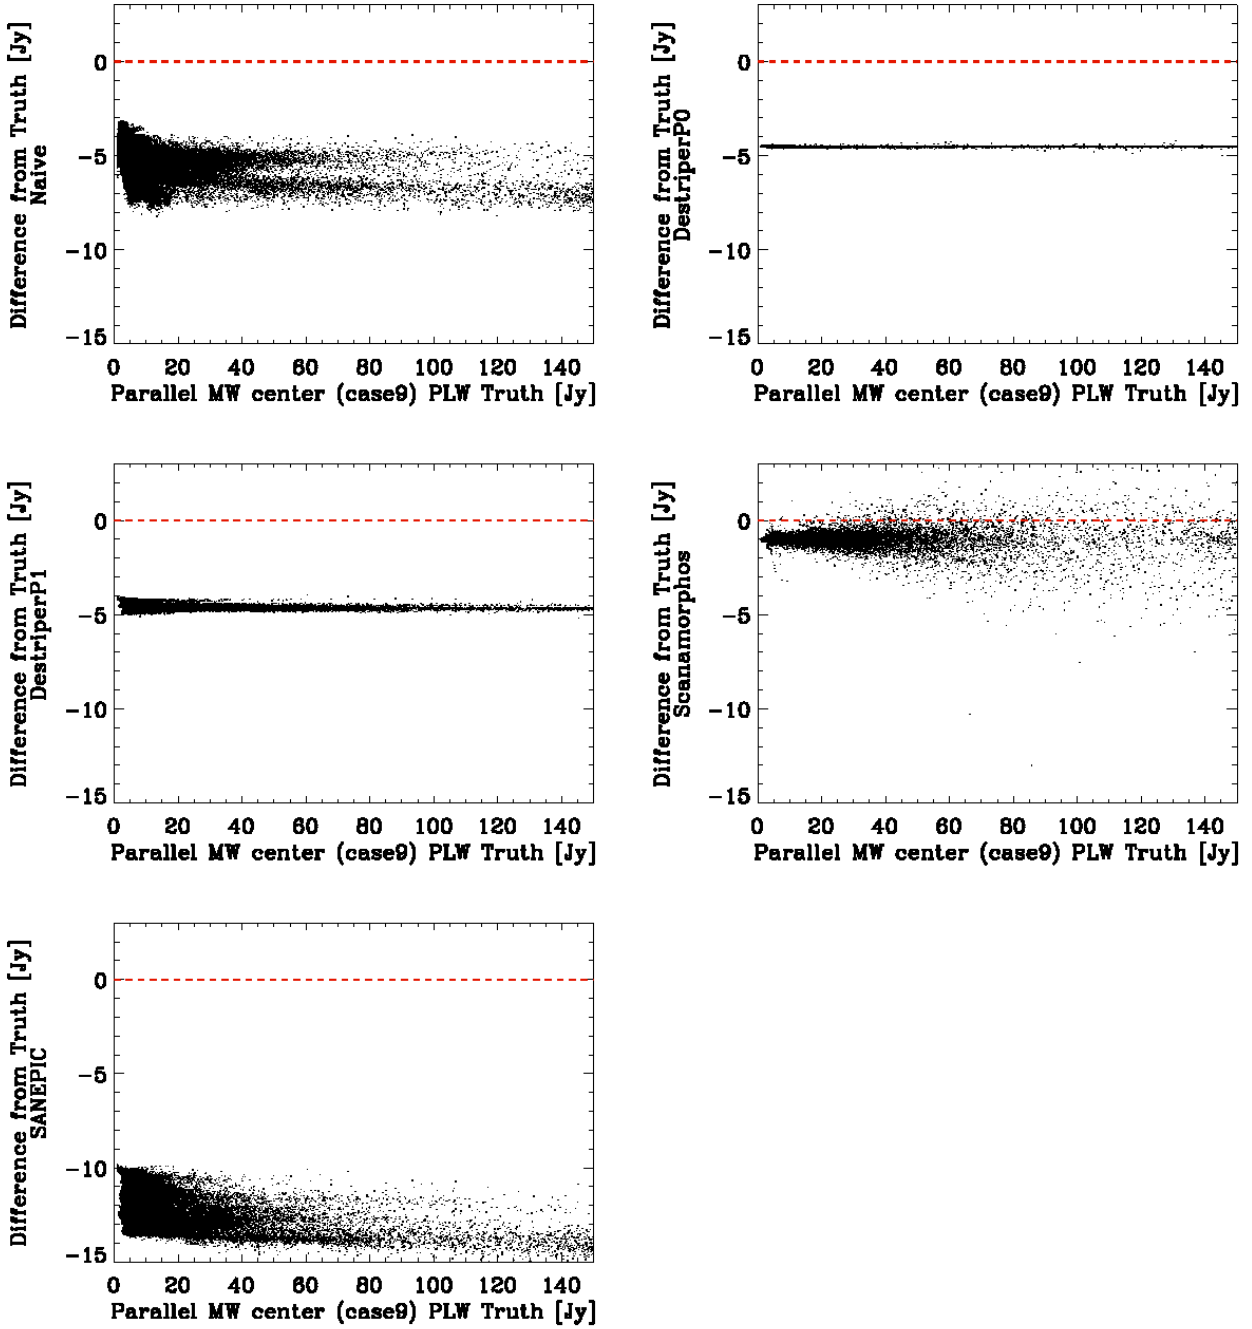 Difference from Truth [Jy]
Naive
0
−5
−10
−15
0 20 40 60 80 100 120 140
Parallel MW center (case9) PLW Truth [Jy]
Difference from Truth [Jy]
DestriperP0
0
−5
−10
−15
0 20 40 60 80 100 120 140
Parallel MW center (case9) PLW Truth [Jy]
Difference from Truth [Jy]
DestriperP1
0
−5
−10
−15
0 20 40 60 80 100 120 140
Parallel MW center (case9) PLW Truth [Jy]
Difference from Truth [Jy]
Scanamorphos
0
−5
−10
−15
0 20 40 60 80 100 120 140
Parallel MW center (case9) PLW Truth [Jy]
Difference from Truth [Jy]
SANEPIC
0
−5
−10
−15
0 20 40 60 80 100 120 140
Parallel MW center (case9) PLW Truth [Jy]